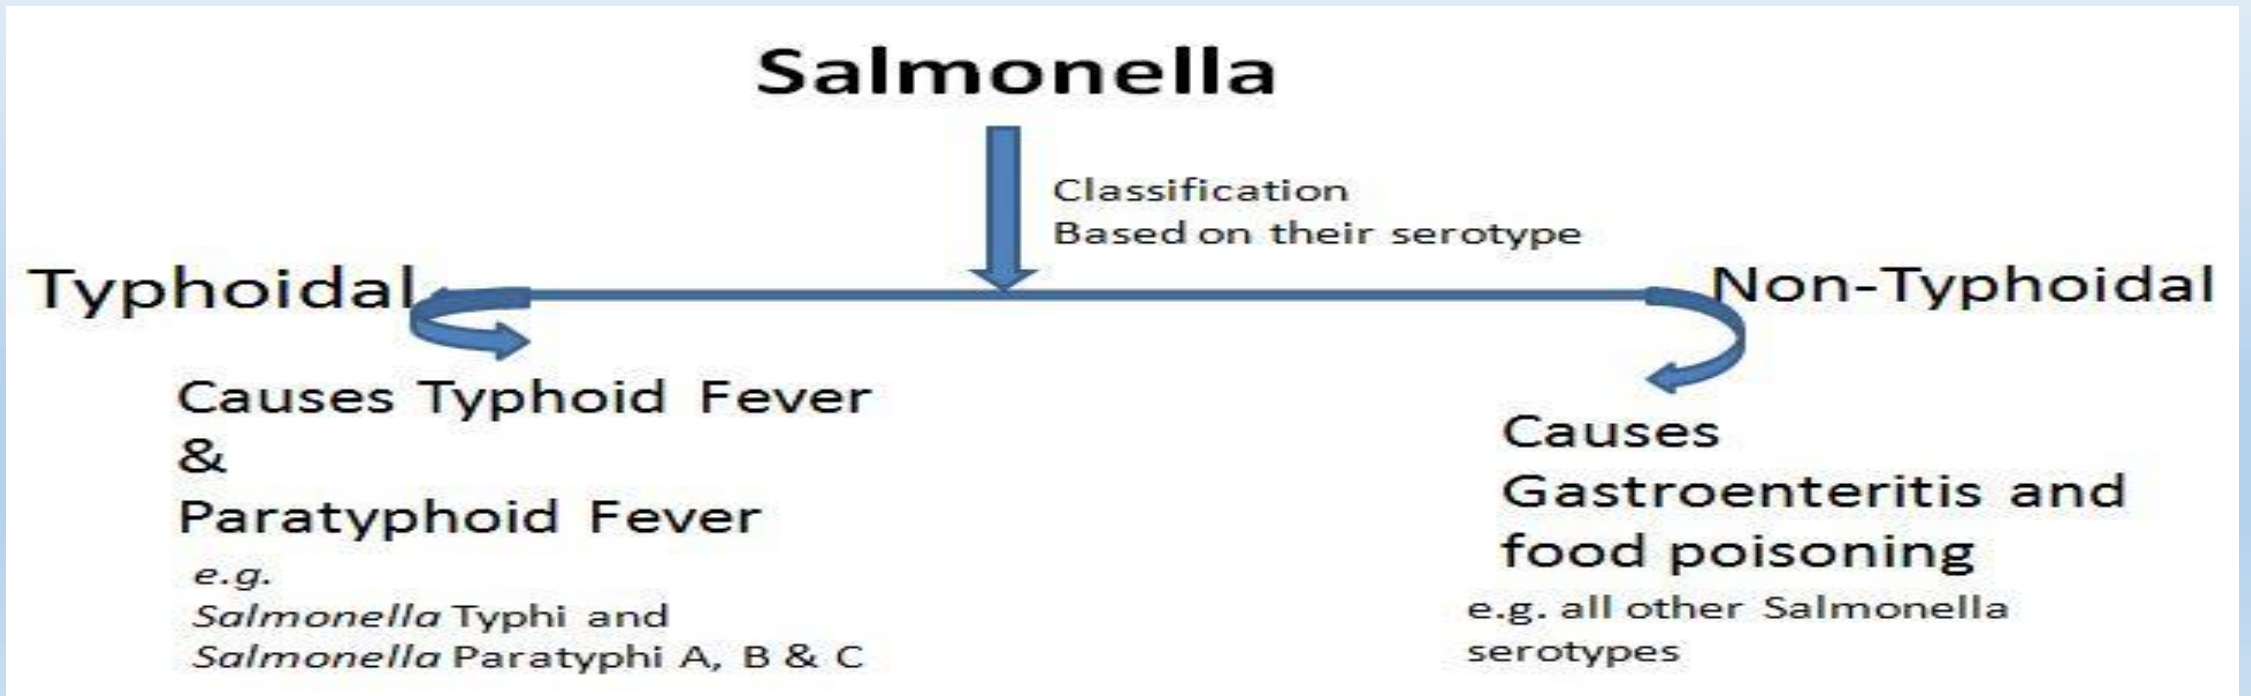 Salmonella
Classification
Based on their serotype
Typhoidal
Non-Typhoidal
Causes Typhoid Fever
&
Paratyphoid Fever
e.g.
Salmonella Typhi and
Salmonella Paratyphi A, B & C
Causes
Gastroenteritis and
food poisoning
e.g. all other Salmonella
serotypes